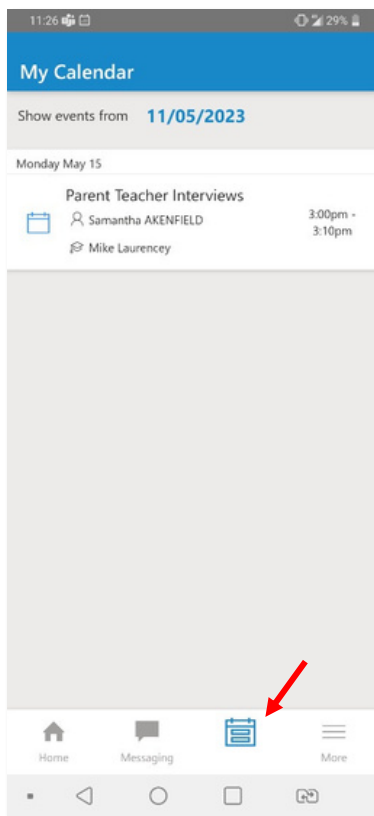 11:26 29%
My Calendar
Show events from 11/05/2023
Monday May 15
Parent Teacher Interviews
Samantha AKENFIELD
3:00pm -
3:10pm
Mike Laurencey
Home Messaging More